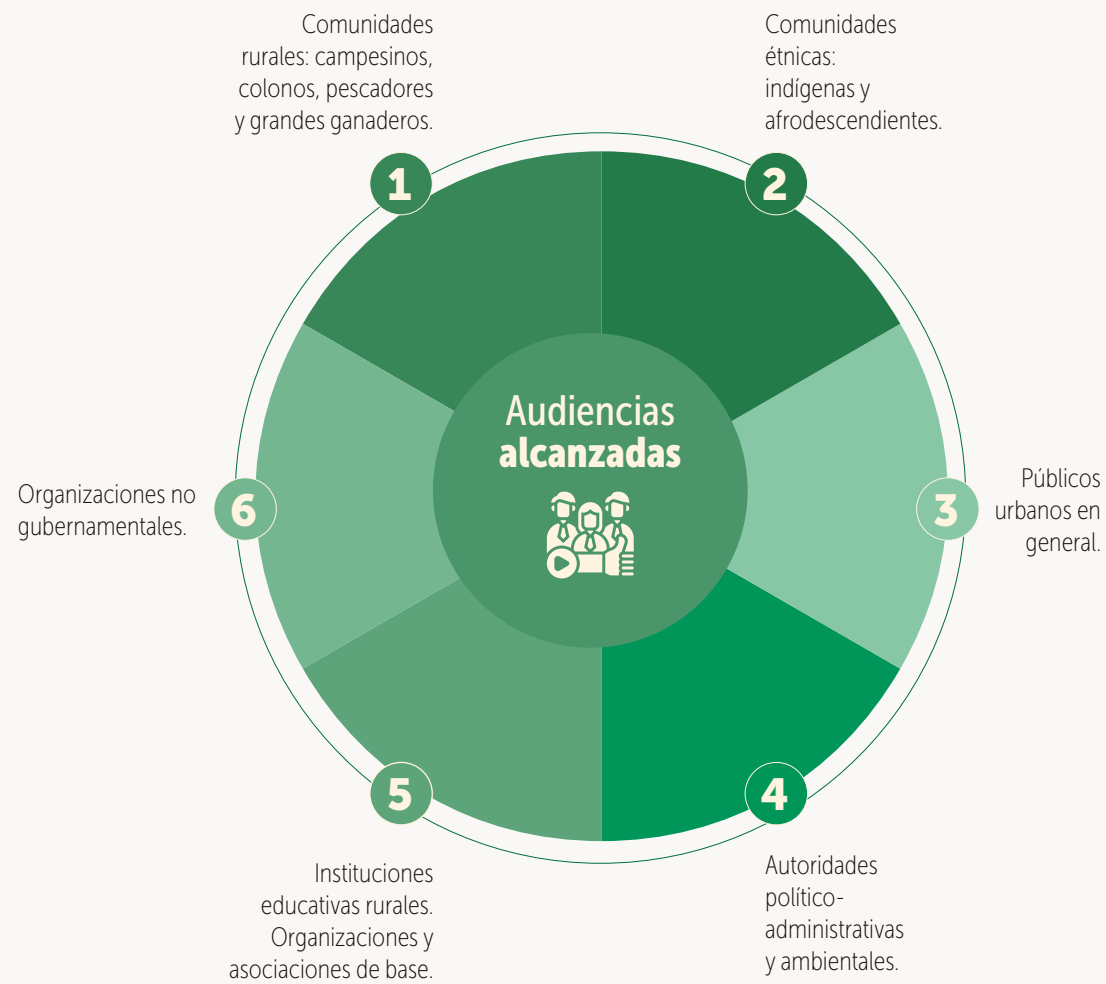 Audiencias
alcanzadas
1
Comunidades
rurales: campesinos,
colonos, pescadores
y grandes ganaderos.
2
Comunidades
étnicas:
indígenas y
afrodescendientes.
3
Públicos
urbanos en
general.
4
Autoridades
político-
administrativas
y ambientales.
5
Instituciones
educativas rurales.
Organizaciones y
asociaciones de base.
6
Organizaciones no
gubernamentales.